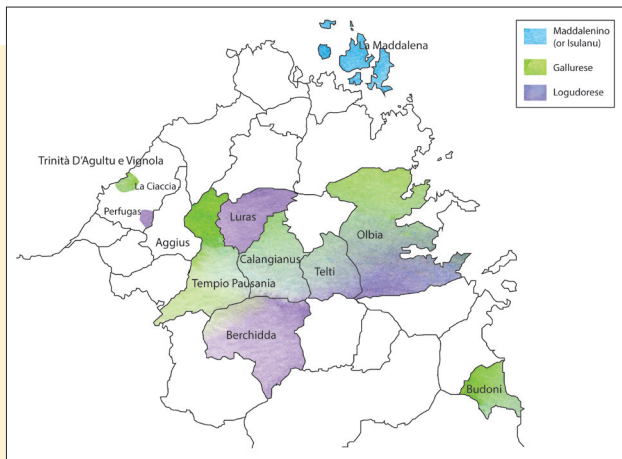 La Maddalena
Maddalenino
(or Isulanu)
Gallurese
Logudorese
Trinità D'Agultu e Vignola
La Ciaccia
Perfugas
Aggius
Luras
Olbia
Calangianus
Telti
Tempio Pausania
Berchidda
Budoni